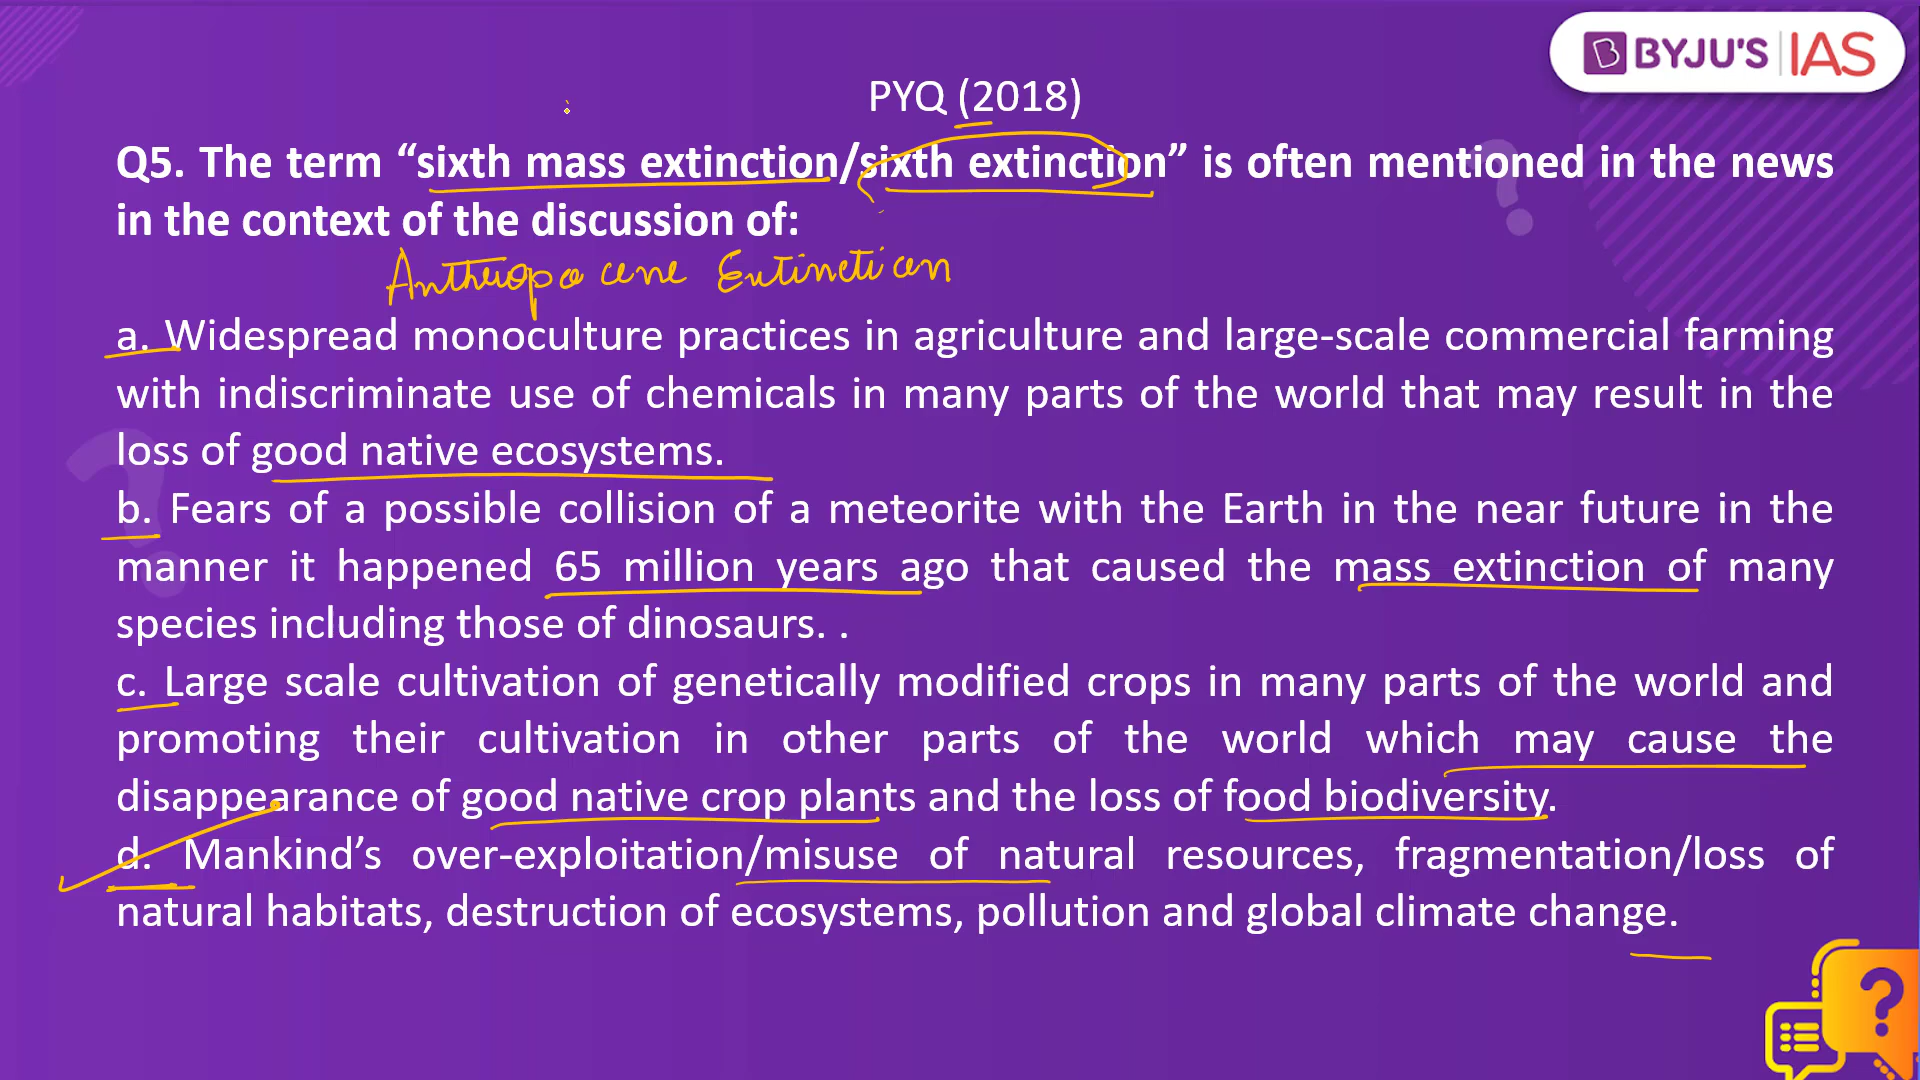 BYJU'S IAS
PYQ (2018)
Q5. The term “sixth mass extinction/sixth extinction” is often mentioned in the news
in the context of the discussion of:
Anthropocene Extinction
a. Widespread monoculture practices in agriculture and large-scale commercial farming
with indiscriminate use of chemicals in many parts of the world that may result in the
loss of good native ecosystems.
b. Fears of a possible collision of a meteorite with the Earth in the near future in the
manner it happened 65 million years ago that caused the mass extinction of many
species including those of dinosaurs. .
c. Large scale cultivation of genetically modified crops in many parts of the world and
promoting their cultivation in other parts of the world which may cause the
disappearance of good native crop plants and the loss of food biodiversity.
d. Mankind’s over-exploitation/misuse of natural resources, fragmentation/loss of
natural habitats, destruction of ecosystems, pollution and global climate change.